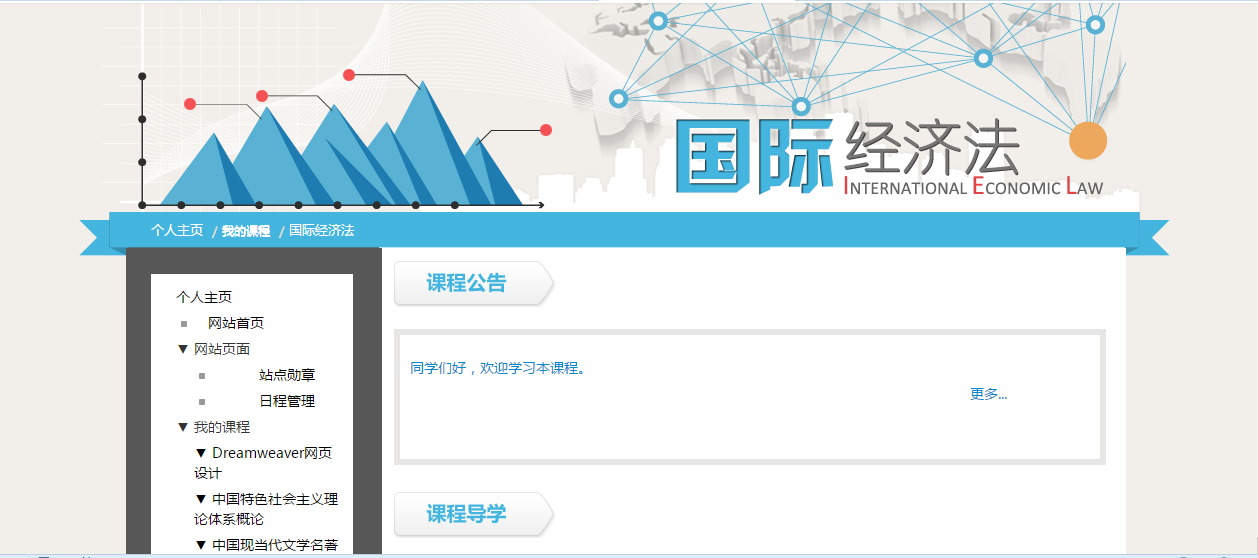 国际经济法
INTERNATIONAL ECONOMIC LAW
个人主页 / 我的课程 / 国际经济法
个人主页
网站首页
▼ 网站页面
站点勋章
日程管理
▼ 我的课程
▼ Dreamweaver网页
设计
▼ 中国特色社会主义理
论体系概论
▼ 中国现当代文学名著
课程公告
同学们好，欢迎学习本课程。
更多...
课程导学